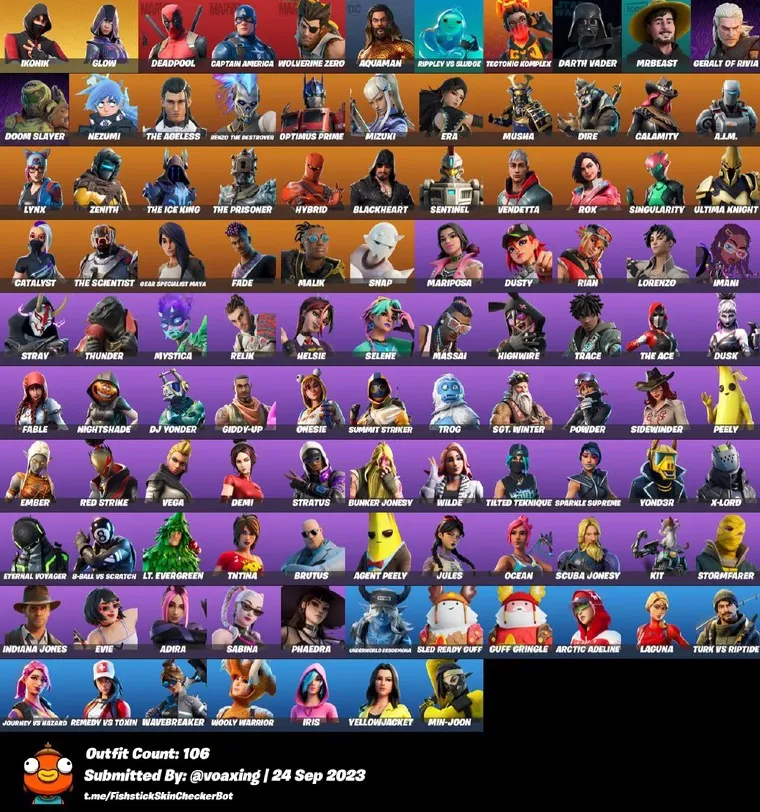 IKONIK GLOW DEADPOOL CAPTAIN AMERICA WOLVERINE ZERO AQUAMAN RIPPLEY VS SLUDGE TECTONIC KOMPLEX DARTH VADER MRBEAST GERALT OF RIVIA
DOOM SLAYER NEZUMI THE AGELESS RENZO THE DESTROYER OPTIMUS PRIME MIZUKI ERA MUSHA DIRE CALAMITY A.I.M.
LYNX ZENITH THE ICE KING THE PRISONER HYBRID BLACKHEART SENTINEL VENDETTA ROX SINGULARITY ULTIMA KNIGHT
CATALYST THE SCIENTIST GEAR SPECIALIST MAYA FADE MALIK SNAP MARIPOSA DUSTY RIAN LORENZO IMANI
STRAY THUNDER MYSTICA RELIK HELSIE SELENE MASSAI HIGHWIRE TRACE THE ACE DUSK
FABLE NIGHTSHADE DJ YONDER GIDDY-UP ONESIE SUMMIT STRIKER TROG SGT. WINTER POWDER SIDEWINDER PEELY
EMBER RED STRIKE VEGA DEMI STRATUS BUNKER JONESY WILDE TILTED TEKNIQUE SPARKLE SUPREME YOND3R X-LORD
ETERNAL VOYAGER 8-BALL VS SCRATCH LT. EVERGREEN TNTINA BRUTUS AGENT PEELY JULES OCEAN SCUBA JONESY KIT STORMFARER
INDIANA JONES EVIE ADIRA SABINA PHAEDRA UNDERWORLD DESDEMONA SLED READY GUFF GUFF GRINGLE ARCTIC ADELINE LAGUNA TURK VS RIPTIDE
JOURNEY VS HAZARD REMEDY VS TOXIN WAVEBREAKER WOOLY WARRIOR IRIS YELLOWJACKET MIN-JOON
Outfit Count: 106
Submitted By: @voaxing | 24 Sep 2023
t.me/FishstickSkinCheckerBot